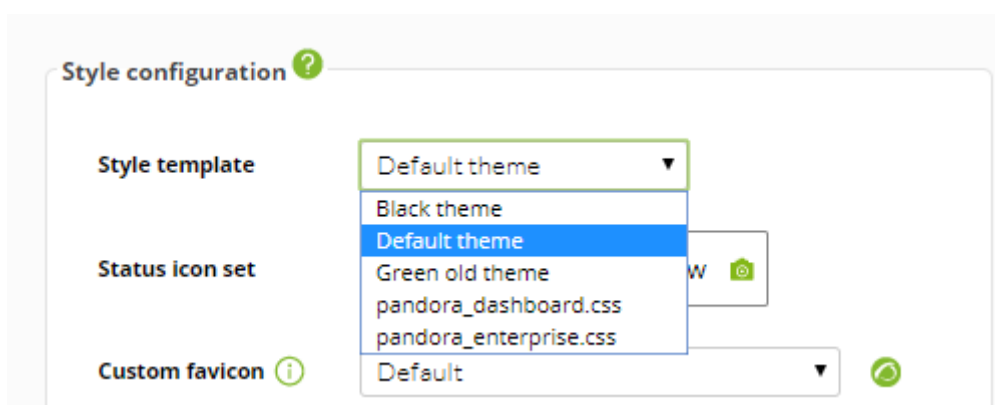 Style configuration ?
Style template
Default theme
Black theme
Default theme
Green old theme
pandora_dashboard.css
pandora_enterprise.css
Status icon set
w
Custom favicon i
Default